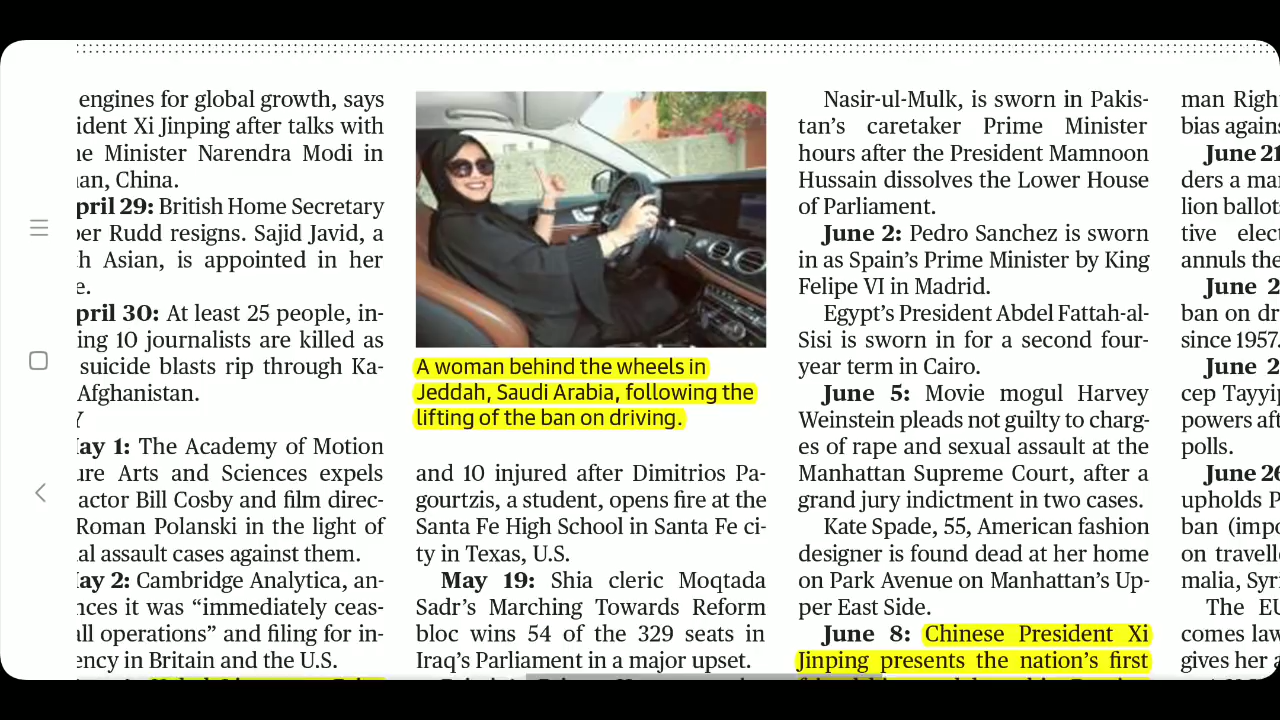 engines for global growth, says
ident Xi Jinping after talks with
Minister Narendra Modi in
China.
pril 29: British Home Secretary
Rudd resigns. Sajid Javid, a
Asian, is appointed in her
e.
pril 30: At least 25 people, in-
ing 10 journalists are killed as
suicide blasts rip through Ka-
Afghanistan.
ay 1: The Academy of Motion
ure Arts and Sciences expels
actor Bill Cosby and film direc-
Roman Polanski in the light of
al assault cases against them.
ay 2: Cambridge Analytica, an-
nces it was “immediately ceas-
all operations” and filing for in-
ency in Britain and the U.S.
A woman behind the wheels in
Jeddah, Saudi Arabia, following the
lifting of the ban on driving.
and 10 injured after Dimitrios Pa-
gourtzis, a student, opens fire at the
Santa Fe High School in Santa Fe ci-
ty in Texas, U.S.
May 19: Shia cleric Moqtada
Sadr’s Marching Towards Reform
bloc wins 54 of the 329 seats in
Iraq’s Parliament in a major upset.
Nasir-ul-Mulk, is sworn in Pakis-
tan’s caretaker Prime Minister
hours after the President Mamnoon
Hussain dissolves the Lower House
of Parliament.
June 2: Pedro Sanchez is sworn
in as Spain’s Prime Minister by King
Felipe VI in Madrid.
Egypt’s President Abdel Fattah-al-
Sisi is sworn in for a second four-
year term in Cairo.
June 5: Movie mogul Harvey
Weinstein pleads not guilty to charg-
es of rape and sexual assault at the
Manhattan Supreme Court, after a
grand jury indictment in two cases.
Kate Spade, 55, American fashion
designer is found dead at her home
on Park Avenue on Manhattan’s Up-
per East Side.
June 8: Chinese President Xi
Jinping presents the nation’s first
man Righ
bias agains
June 21
ders a ma
lion ballot
tive elect
annuls the
June 2
ban on dr
since 1957.
June 2
cep Tayyip
powers aft
polls.
June 26
upholds P
ban (impo
on travelle
malia, Syri
The EU
comes law
gives her a